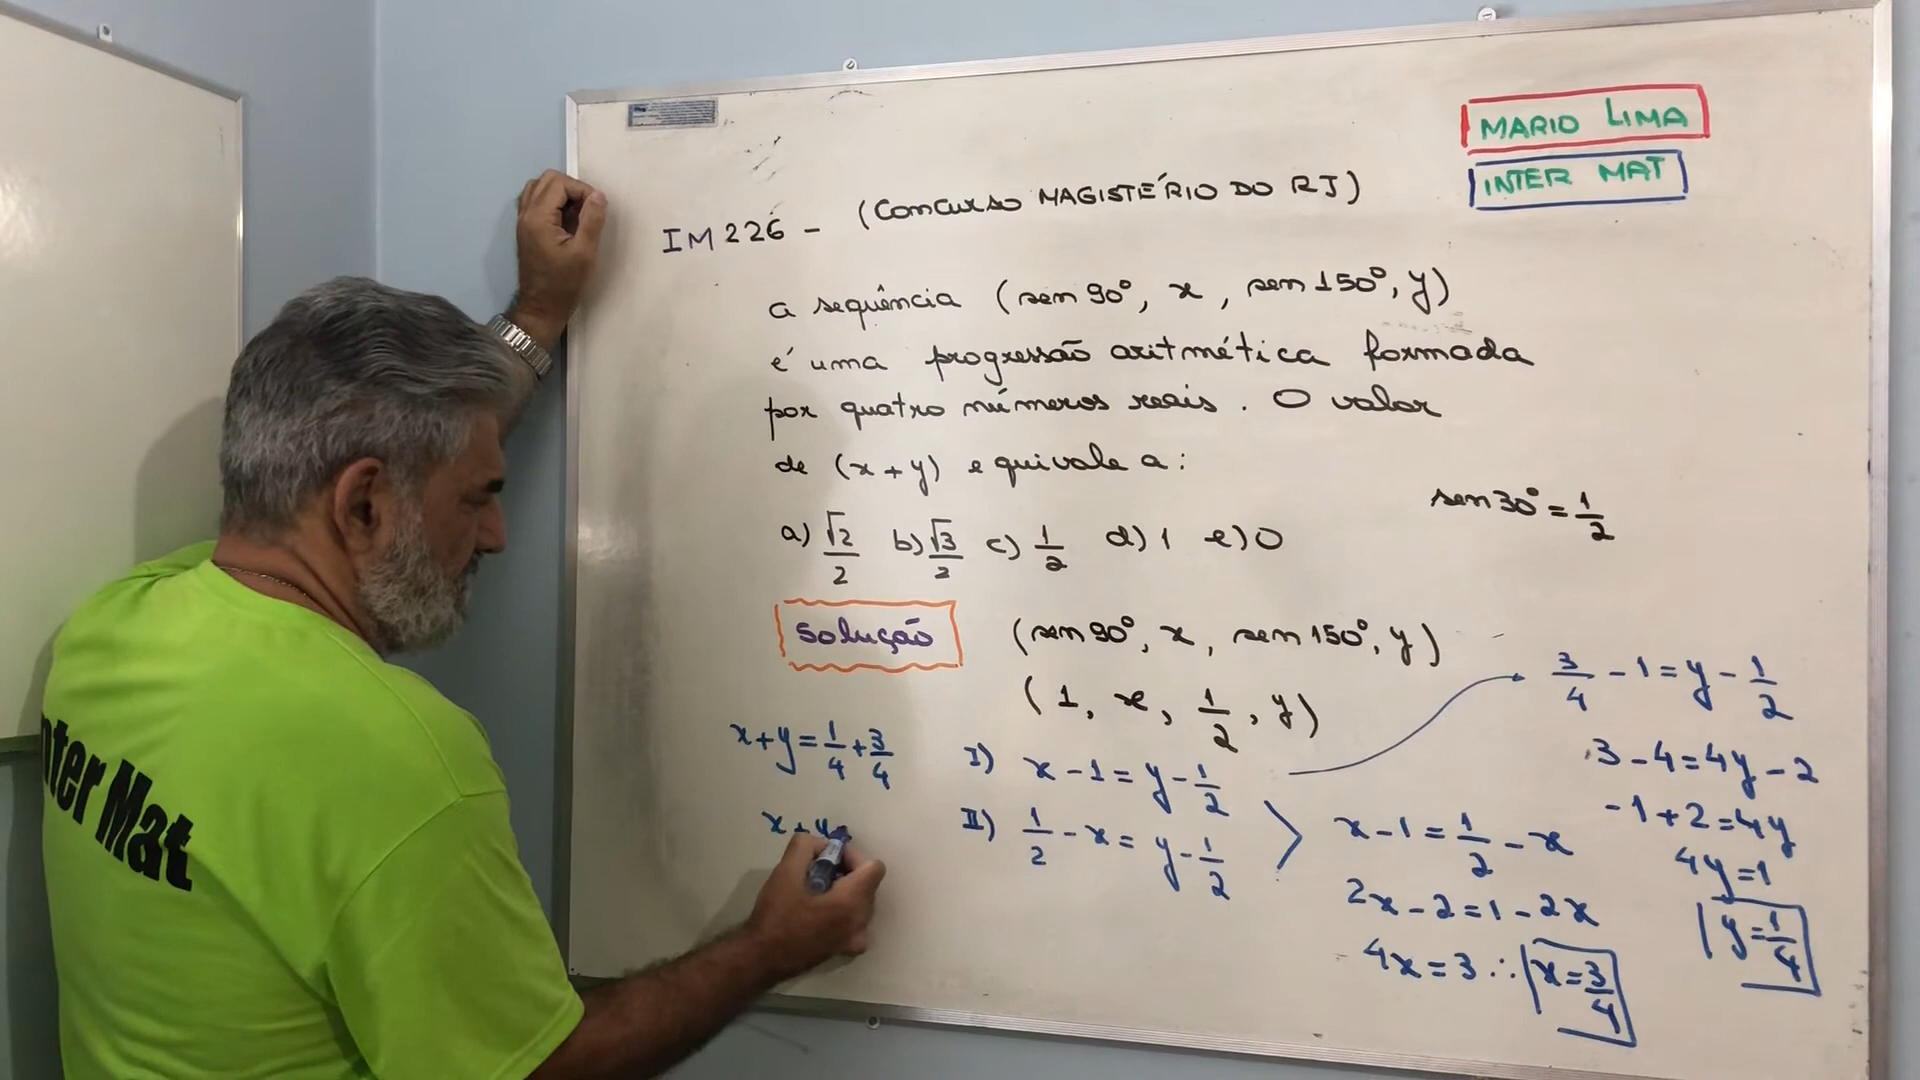 MARIO LIMA
INTER MAT
IM 226 - (CONCURSO MAGISTÉRIO DO RJ)
A sequência (sen 90°, x, sen 150°, y)
é uma progressão aritmética formada
por quatro números reais. O valor
de (x + y) equivale a:
sen 30° = 1/2
a) √2/2 b) √3/2 c) 1/2 d) 1 e) 0
Solução
(sen 90°, x, sen 150°, y)
(1, x, 1/2, y)
I) x - 1 = y - 1/2
II) 1/2 - x = y - 1/2
x - 1 = 1/2 - x
2x - 2 = 1 - 2x
4x = 3 ∴ x = 3/4
3/4 - 1 = y - 1/2
3 - 4 = 4y - 2
-1 + 2 = 4y
4y = 1
y = 1/4
x + y = 1/4 + 3/4
x + y
nter Mat